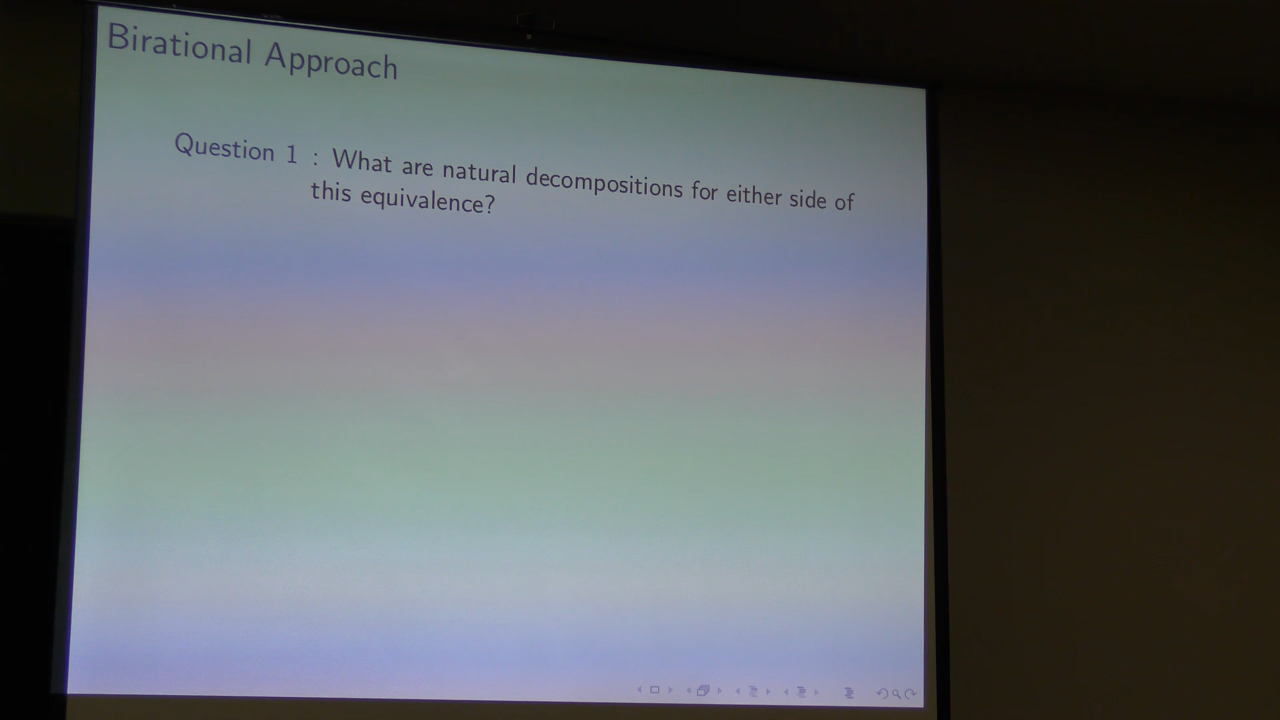 Birational Approach
Question 1 : What are natural decompositions for either side of
this equivalence?